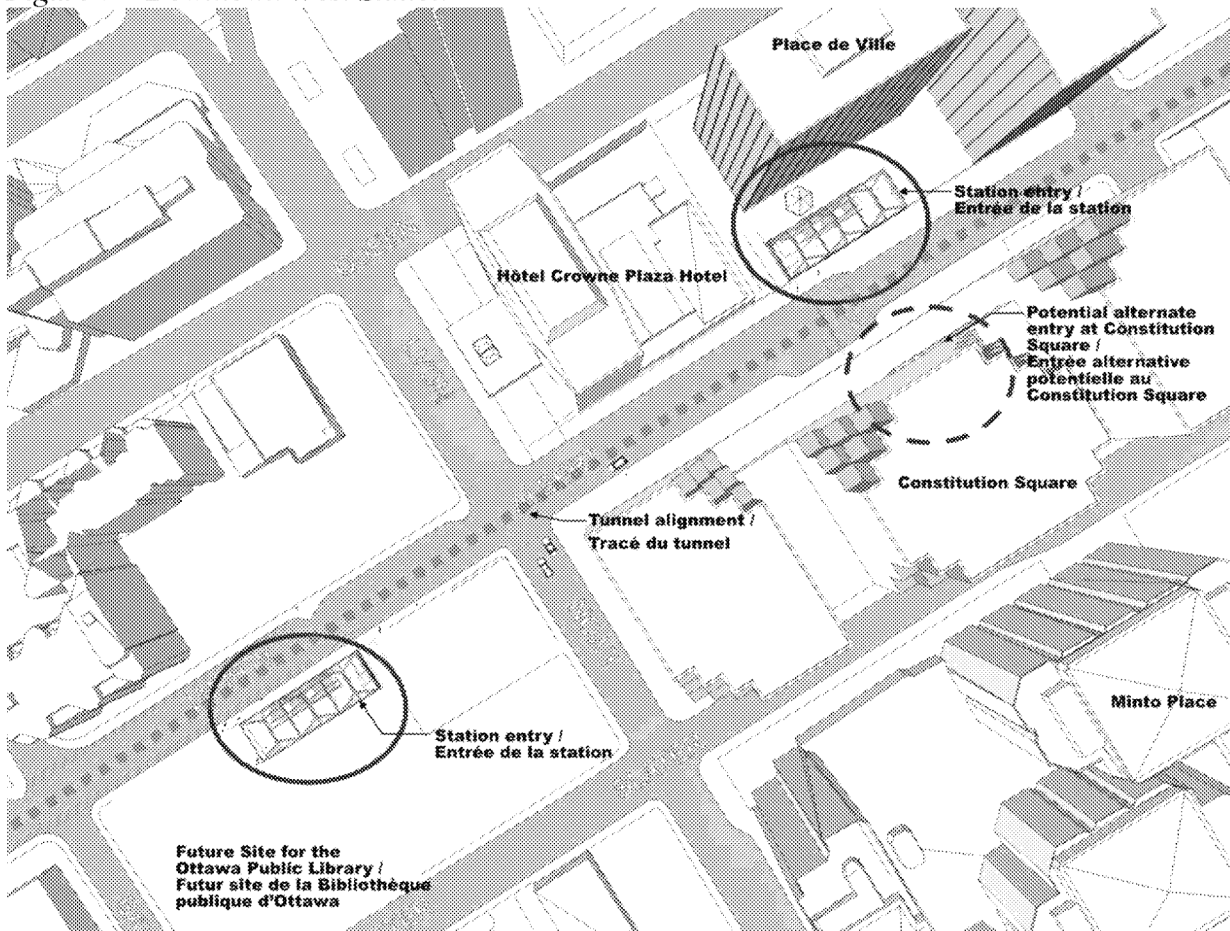 Place de Ville
Station entry /
Entrée de la station
Hôtel Crowne Plaza Hotel
Potential alternate
entry at Constitution
Square /
Entrée alternative
potentielle au
Constitution Square
Constitution Square
Tunnel alignment /
Tracé du tunnel
Minto Place
Station entry /
Entrée de la station
Future Site for the
Ottawa Public Library /
Futur site de la Bibliothèque
publique d'Ottawa